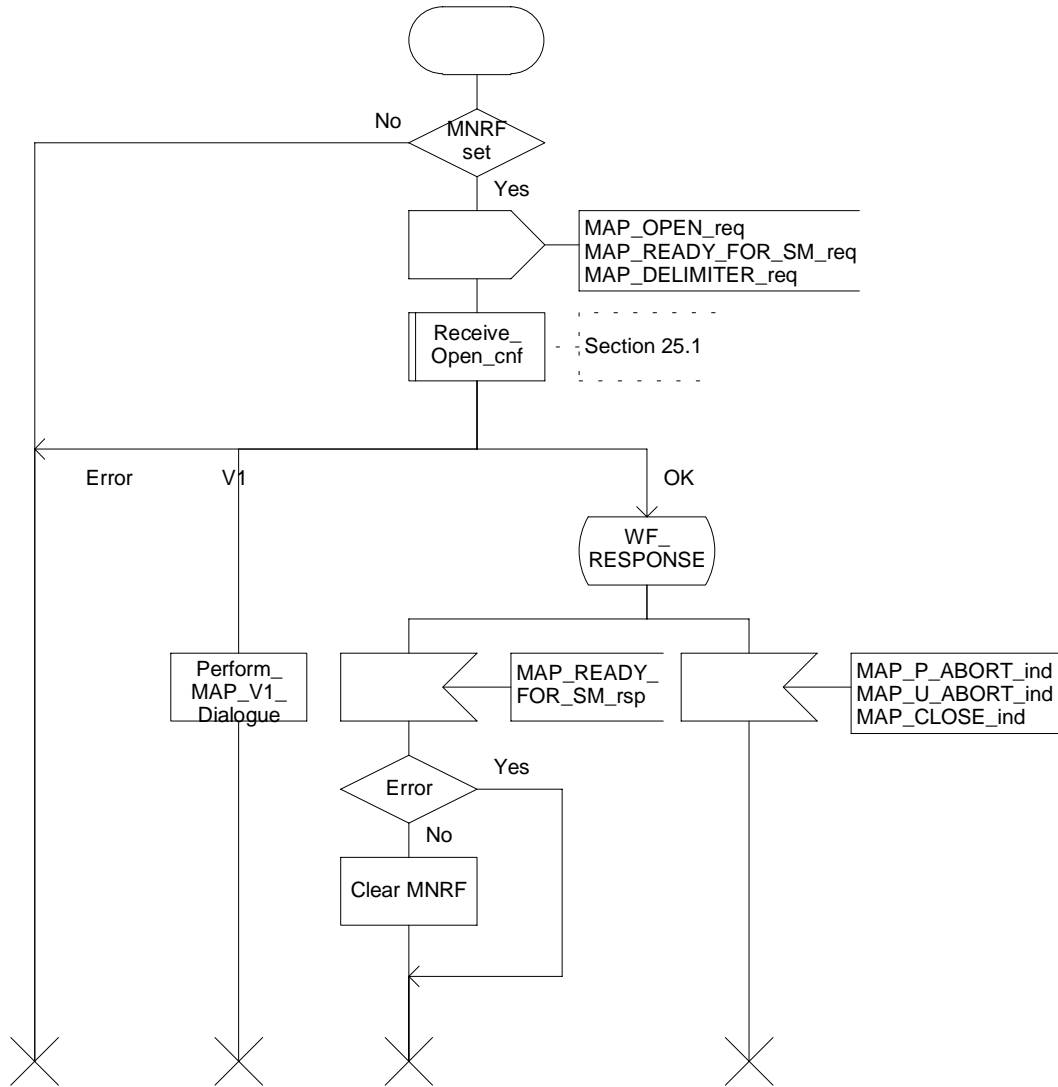 No
MNRF
set
Yes
MAP_OPEN_req
MAP_READY_FOR_SM_req
MAP_DELIMITER_req
Receive_
Open_cnf
Section 25.1
Error
V1
OK
WF_
RESPONSE
Perform_
MAP_V1_
Dialogue
MAP_READY_
FOR_SM_rsp
MAP_P_ABORT_ind
MAP_U_ABORT_ind
MAP_CLOSE_ind
Error
Yes
No
Clear MNRF